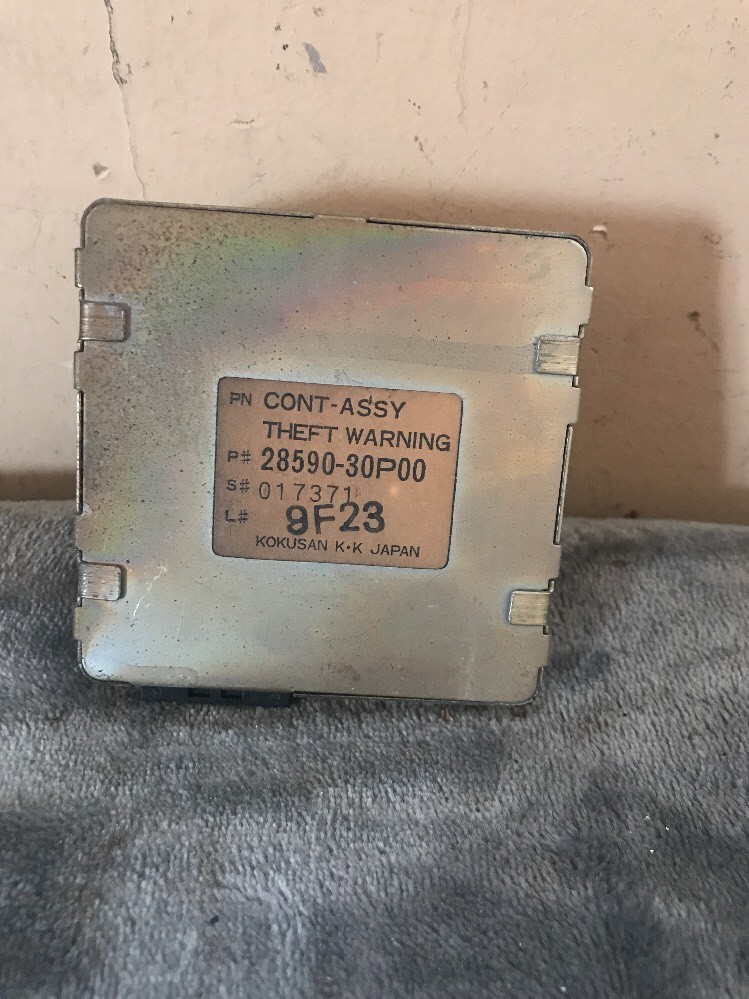 PN CONT-ASSY
THEFT WARNING
P# 28590-30P00
S# 017371
L# 9F23
KOKUSAN K·K JAPAN